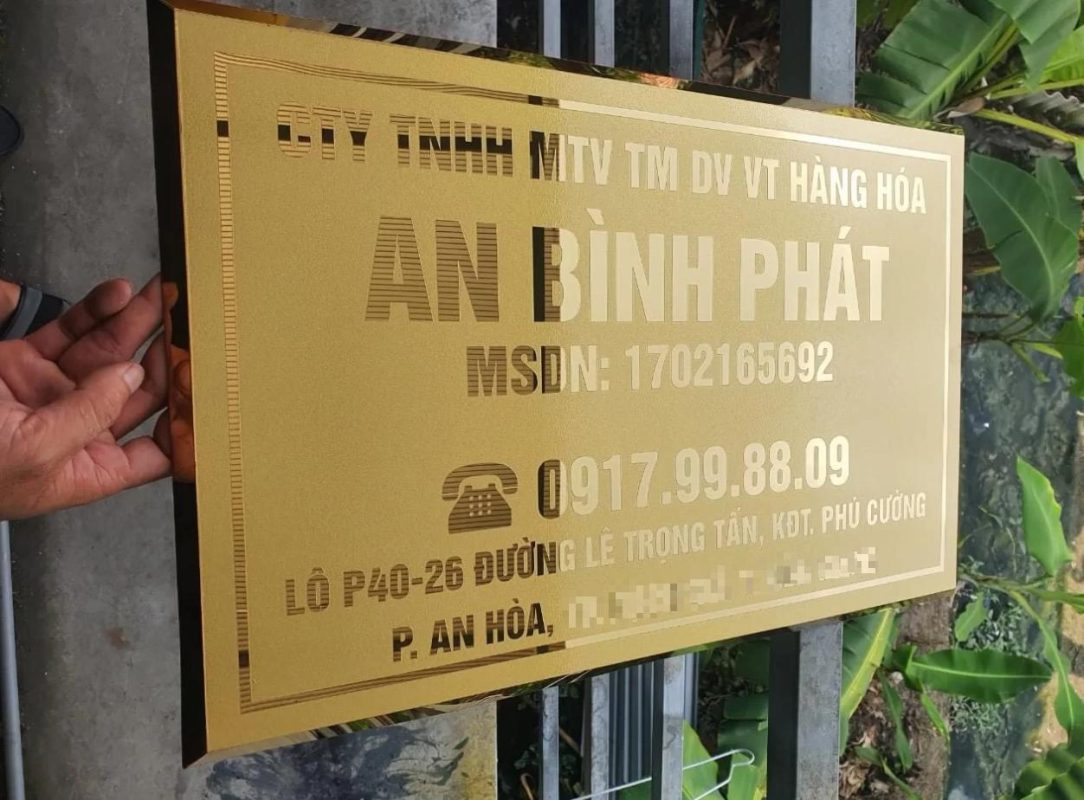 CTY TNHH MTV TM DV VT HÀNG HÓA
AN BÌNH PHÁT
MSDN: 1702165692
0917.99.88.09
LÔ P40-26 ĐƯỜNG LÊ TRỌNG TẤN, KĐT. PHÚ CƯỜNG
P. AN HÒA,